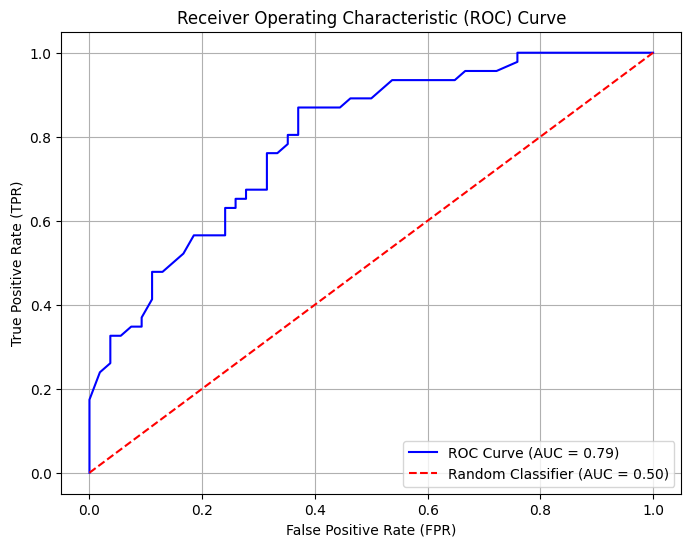 Receiver Operating Characteristic (ROC) Curve
True Positive Rate (TPR)
1.0
0.8
0.6
0.4
0.2
0.0
0.0
0.2
0.4
0.6
0.8
1.0
False Positive Rate (FPR)
ROC Curve (AUC = 0.79)
Random Classifier (AUC = 0.50)